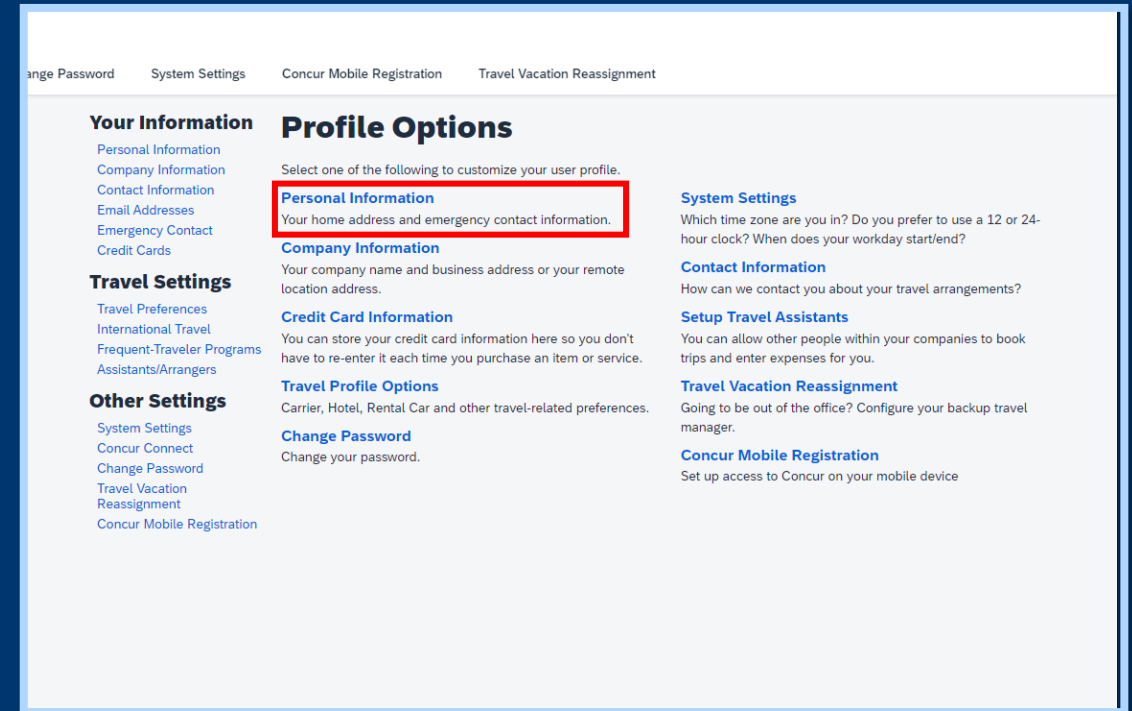 ange Password System Settings Concur Mobile Registration Travel Vacation Reassignment
Your Information
Personal Information
Company Information
Contact Information
Email Addresses
Emergency Contact
Credit Cards
Travel Settings
Travel Preferences
International Travel
Frequent-Traveler Programs
Assistants/Arrangers
Other Settings
System Settings
Concur Connect
Change Password
Travel Vacation
Reassignment
Concur Mobile Registration
Profile Options
Select one of the following to customize your user profile.
Personal Information
Your home address and emergency contact information.
Company Information
Your company name and business address or your remote
location address.
Credit Card Information
You can store your credit card information here so you don't
have to re-enter it each time you purchase an item or service.
Travel Profile Options
Carrier, Hotel, Rental Car and other travel-related preferences.
Change Password
Change your password.
System Settings
Which time zone are you in? Do you prefer to use a 12 or 24-
hour clock? When does your workday start/end?
Contact Information
How can we contact you about your travel arrangements?
Setup Travel Assistants
You can allow other people within your companies to book
trips and enter expenses for you.
Travel Vacation Reassignment
Going to be out of the office? Configure your backup travel
manager.
Concur Mobile Registration
Set up access to Concur on your mobile device